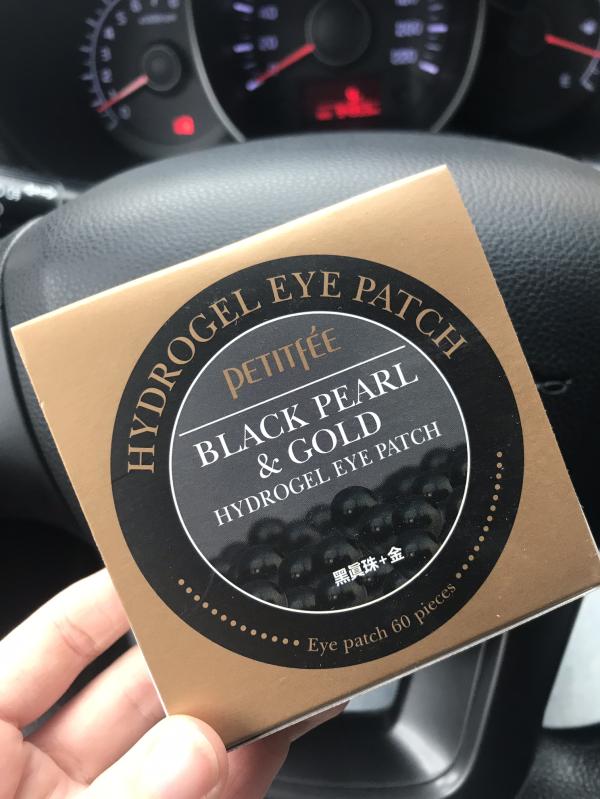 HYDROGEL EYE PATCH
PETITFÉE
BLACK PEARL
& GOLD
HYDROGEL EYE PATCH
黑眞珠+金
Eye patch 60 pieces